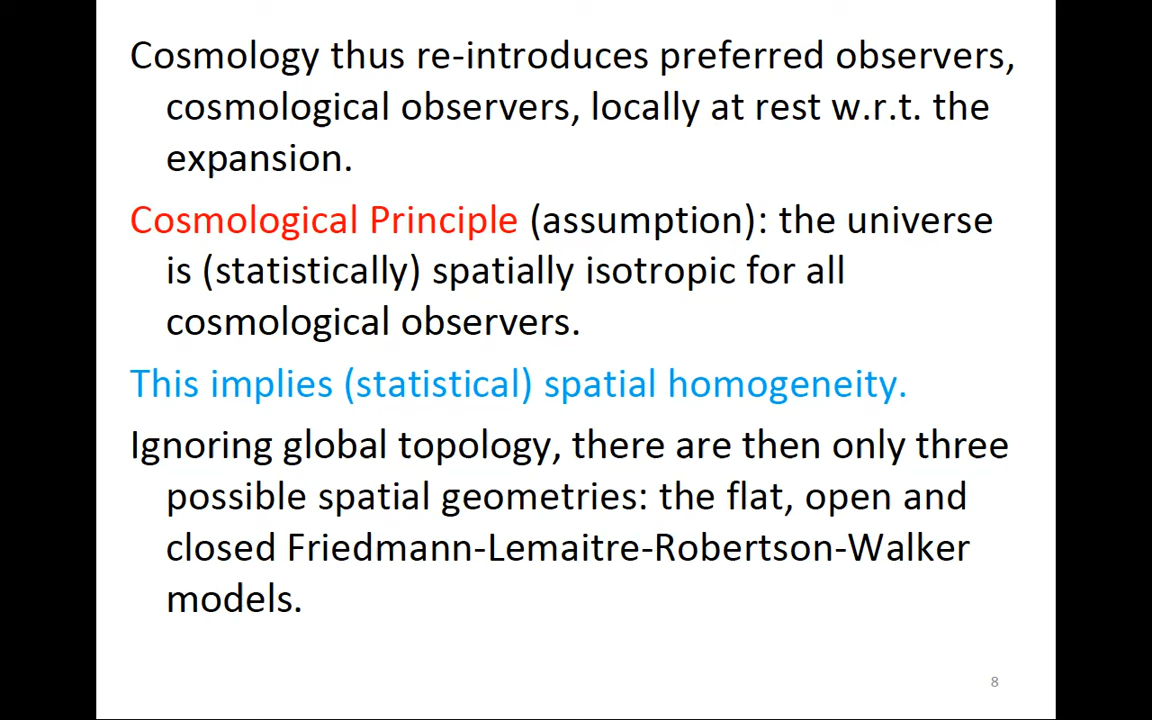 Cosmology thus re-introduces preferred observers,
cosmological observers, locally at rest w.r.t. the
expansion.
Cosmological Principle (assumption): the universe
is (statistically) spatially isotropic for all
cosmological observers.
This implies (statistical) spatial homogeneity.
Ignoring global topology, there are then only three
possible spatial geometries: the flat, open and
closed Friedmann-Lemaitre-Robertson-Walker
models.
8